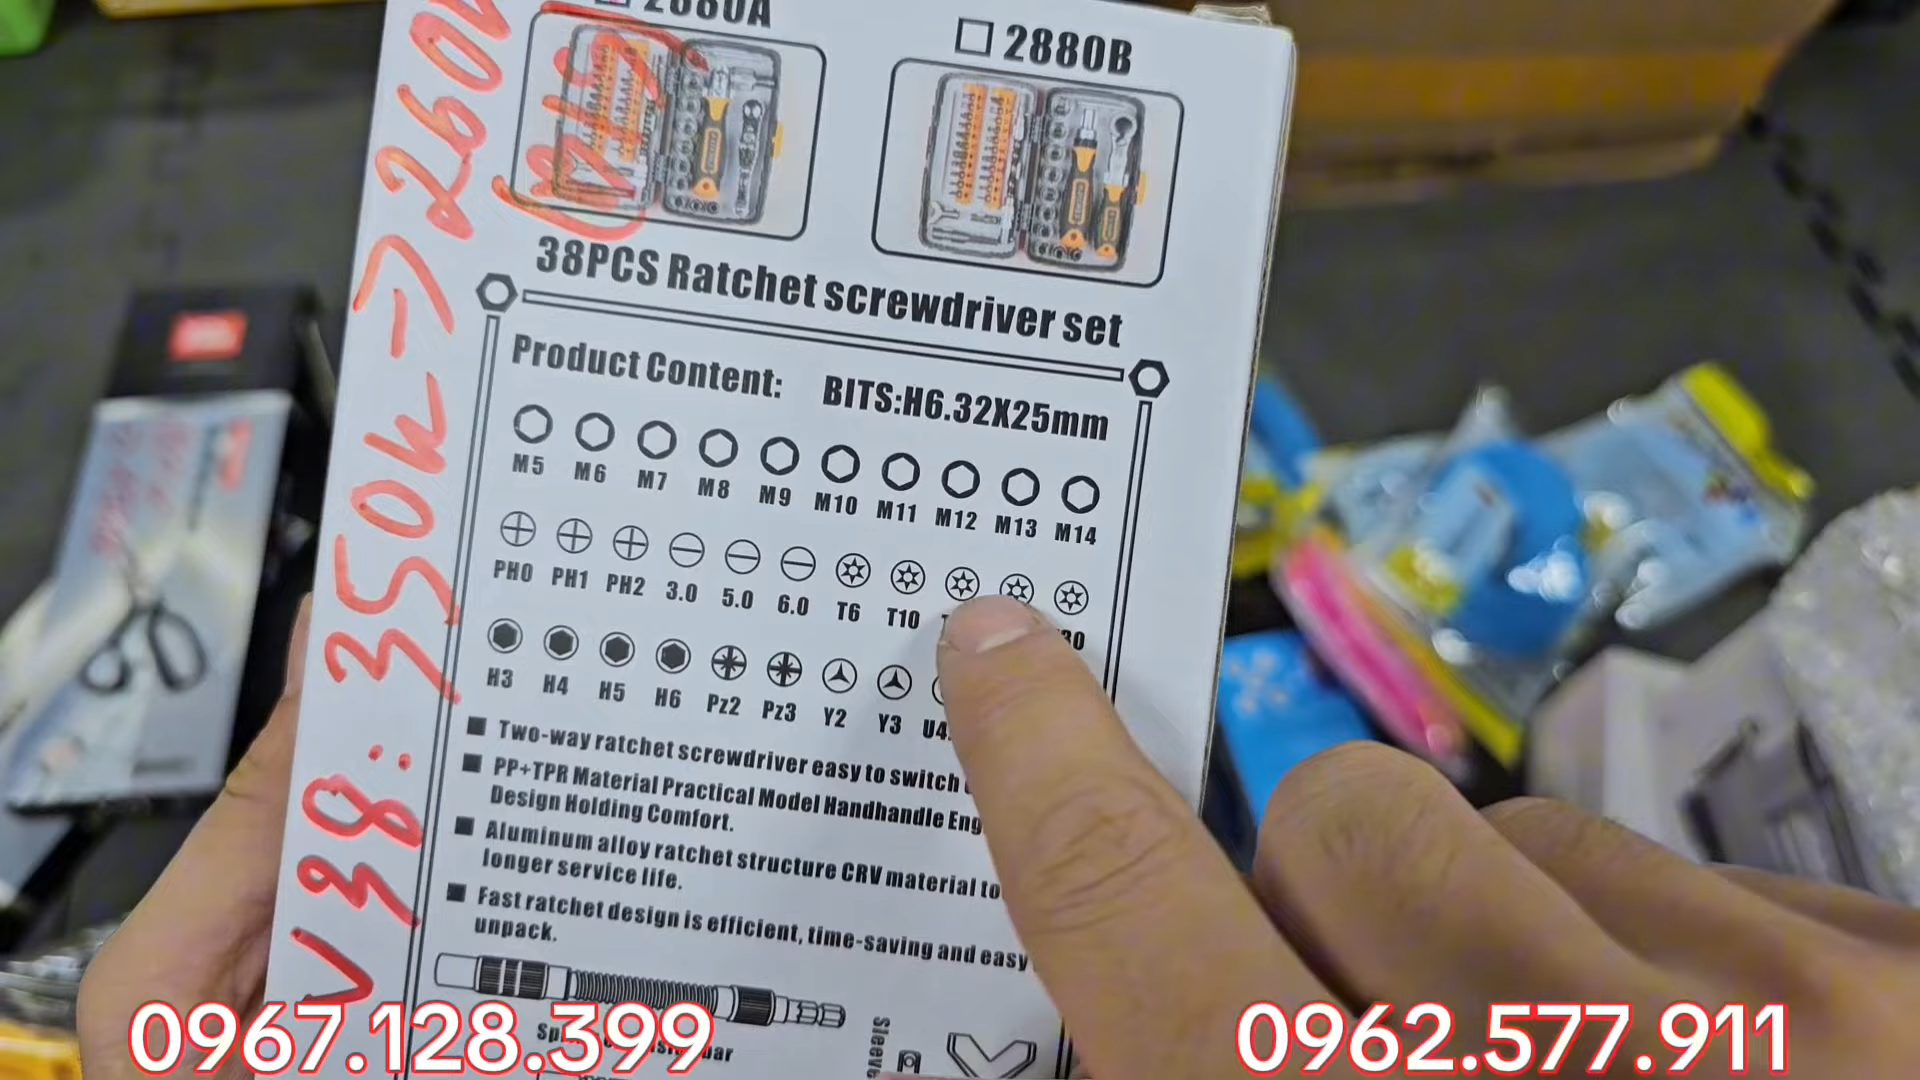 2880A
2880B
38PCS Ratchet screwdriver set
Product Content: BITS:H6.32X25mm
M5 M6 M7 M8 M9 M10 M11 M12 M13 M14
PH0 PH1 PH2 3.0 5.0 6.0 T6 T10
H3 H4 H5 H6 Pz2 Pz3 Y2 Y3
Two-way ratchet screwdriver easy to switch
PP+TPR Material Practical Model Handhandle
Design Holding Comfort.
Aluminum alloy ratchet structure CRV material to
longer service life.
Fast ratchet design is efficient, time-saving and easy
unpack.
V38: 350k → 260k
0967.128.399
0962.577.911